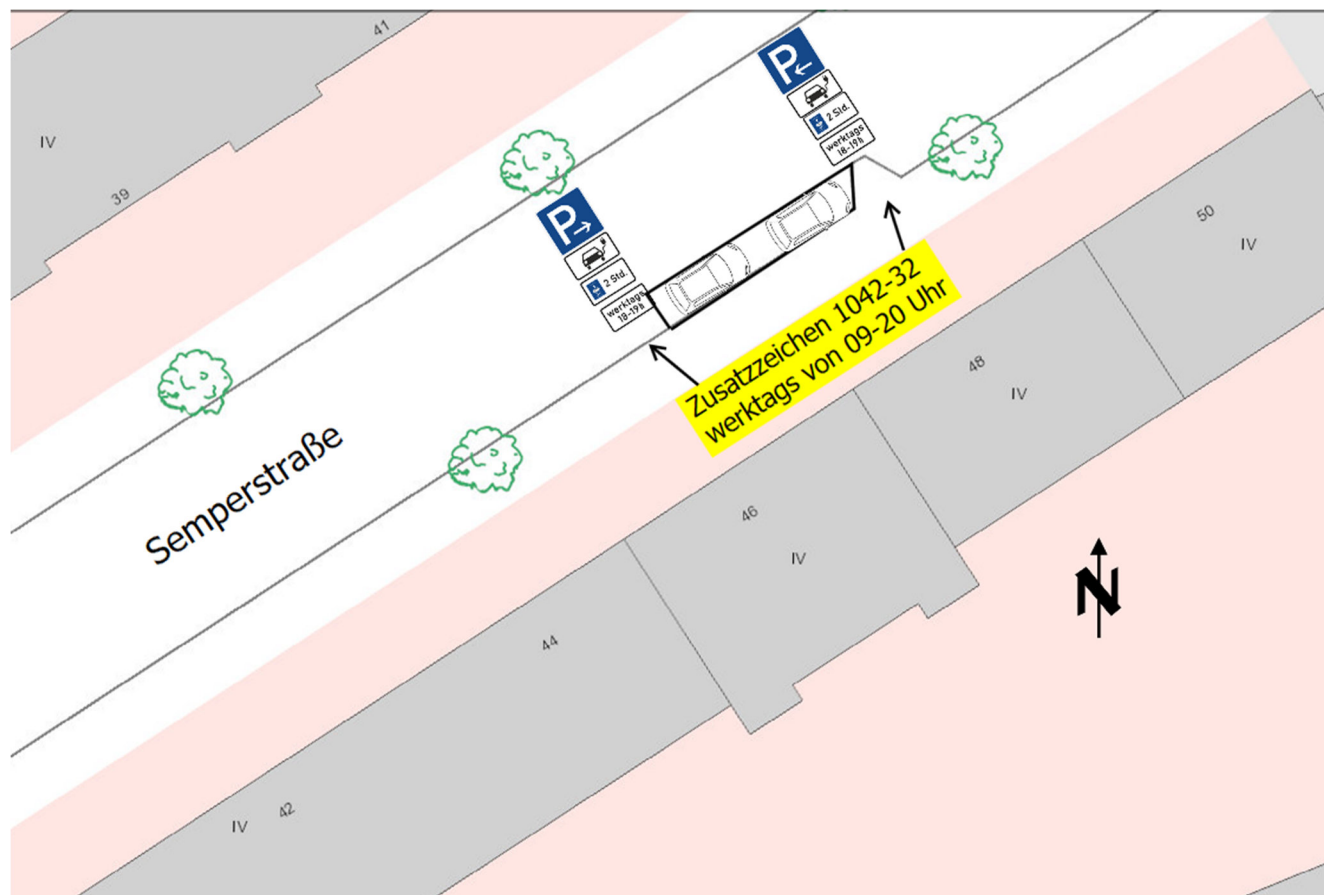 41
IV
39
P
2 Std.
werktags
18-19h
P
2 Std.
werktags
18-19h
Zusatzzeichen 1042-32
werktags von 09-20 Uhr
Semperstraße
50
IV
48
IV
46
IV
44
IV
42
N